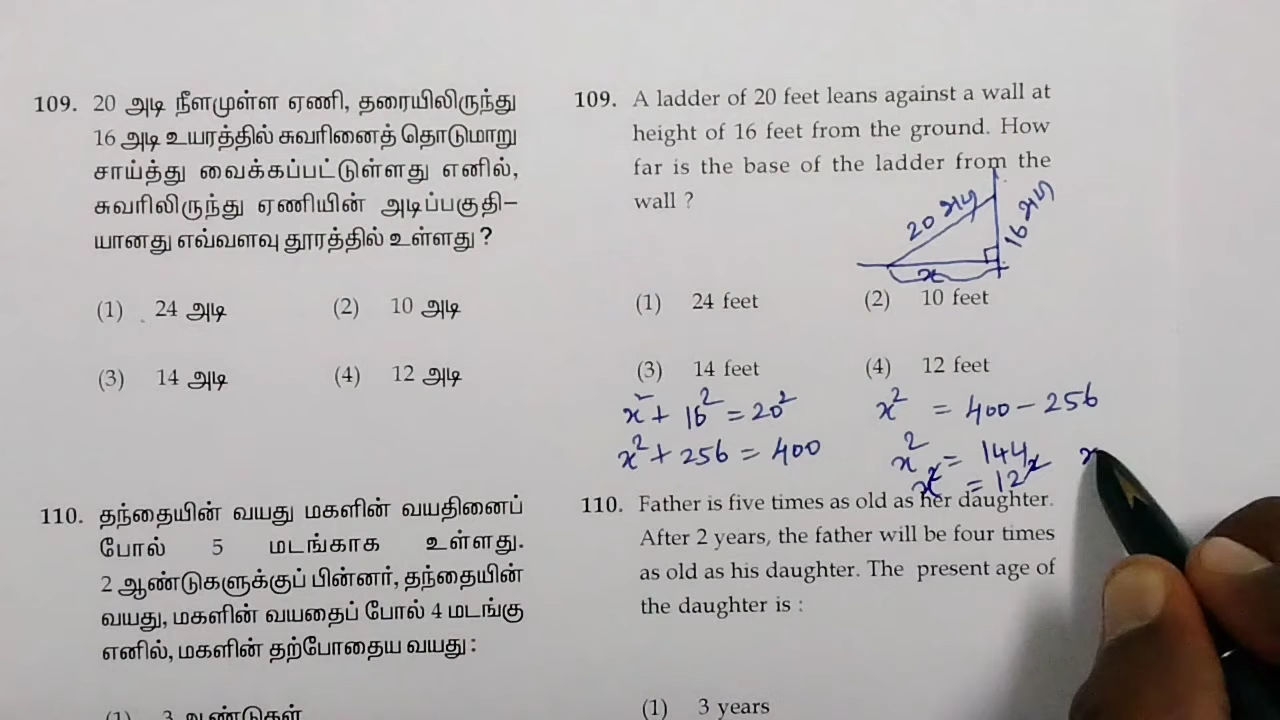 109. 20 அடி நீளமுள்ள ஏணி, தரையிலிருந்து
16 அடி உயரத்தில் சுவரினைத் தொடுமாறு
சாய்த்து வைக்கப்பட்டுள்ளது எனில்,
சுவரிலிருந்து ஏணியின் அடிப்பகுதி-
யானது எவ்வளவு தூரத்தில் உள்ளது ?
(1) 24 அடி (2) 10 அடி
(3) 14 அடி (4) 12 அடி
110. தந்தையின் வயது மகளின் வயதினைப்
போல் 5 மடங்காக உள்ளது.
2 ஆண்டுகளுக்குப் பின்னர், தந்தையின்
வயது, மகளின் வயதைப் போல் 4 மடங்கு
எனில், மகளின் தற்போதைய வயது :
(1) 3 ஆண்டுகள்
109. A ladder of 20 feet leans against a wall at
height of 16 feet from the ground. How
far is the base of the ladder from the
wall ?
20 அடி
16 அடி
x
(1) 24 feet (2) 10 feet
(3) 14 feet (4) 12 feet
x² + 16² = 20²
x² + 256 = 400
x² = 400 - 256
x² = 144
x² = 12²
x
110. Father is five times as old as her daughter.
After 2 years, the father will be four times
as old as his daughter. The present age of
the daughter is :
(1) 3 years